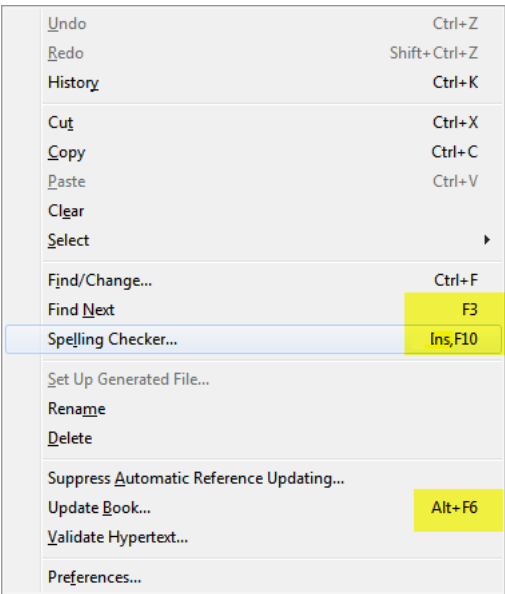 Undo Ctrl+Z
Redo Shift+Ctrl+Z
History Ctrl+K
Cut Ctrl+X
Copy Ctrl+C
Paste Ctrl+V
Clear
Select
Find/Change... Ctrl+F
Find Next F3
Spelling Checker... Ins,F10
Set Up Generated File...
Rename
Delete
Suppress Automatic Reference Updating...
Update Book... Alt+F6
Validate Hypertext...
Preferences...